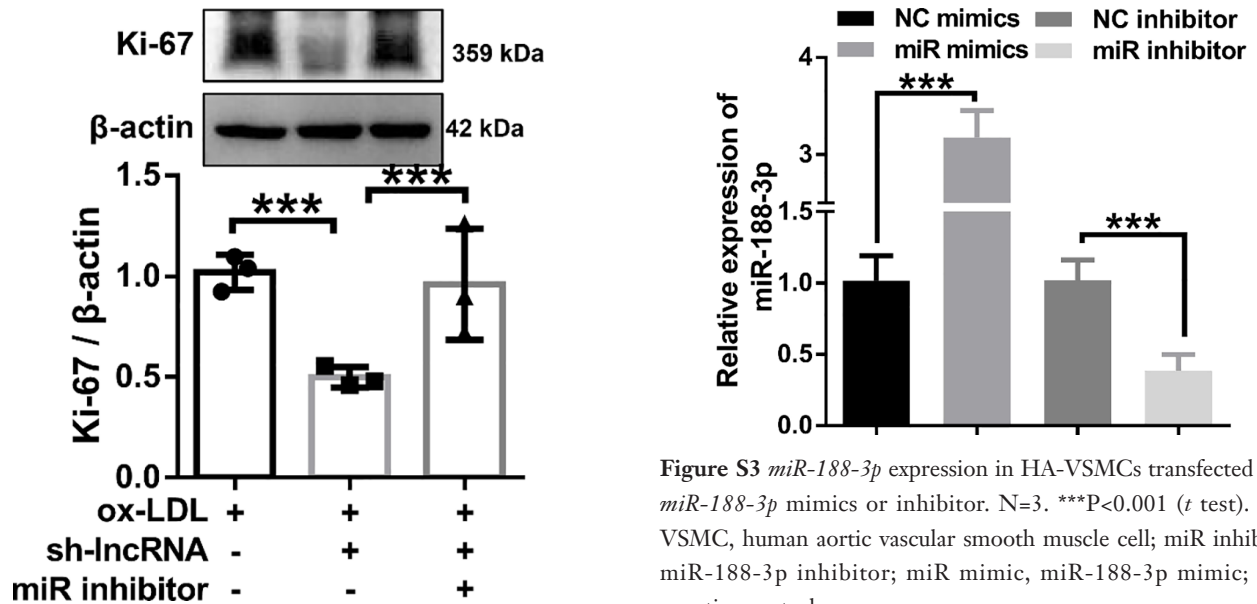 Ki-67
359 kDa
β-actin
42 kDa
Ki-67 / β-actin
1.5
1.0
0.5
0.0
***
***
ox-LDL + + +
sh-lncRNA - + +
miR inhibitor - - +
NC mimics
NC inhibitor
miR mimics
miR inhibitor
Relative expression of
miR-188-3p
4
3
1.5
1.0
0.5
0.0
***
***
Figure S3 miR-188-3p expression in HA-VSMCs transfected
miR-188-3p mimics or inhibitor. N=3. ***P<0.001 (t test).
VSMC, human aortic vascular smooth muscle cell; miR inhib
miR-188-3p inhibitor; miR mimic, miR-188-3p mimic;